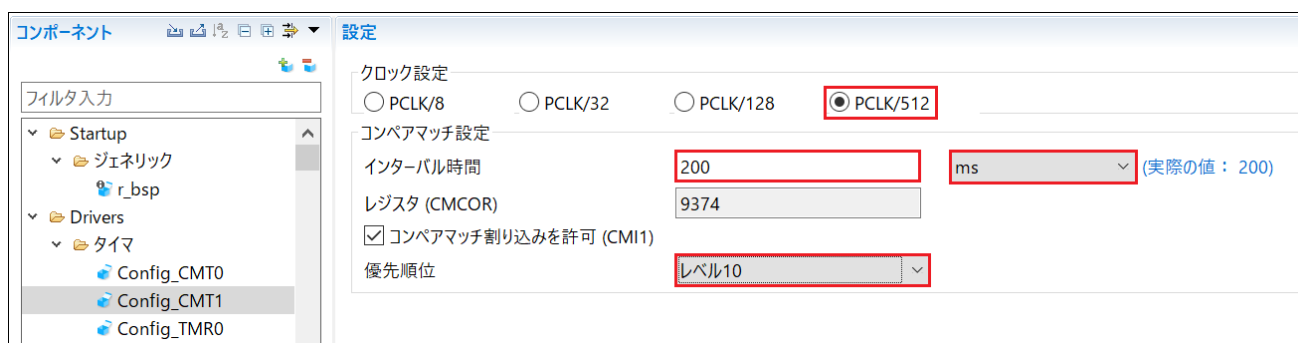 コンポーネント
フィルタ入力
Startup
ジェネリック
r_bsp
Drivers
タイマ
Config_CMT0
Config_CMT1
Config_TMR0
設定
クロック設定
PCLK/8 PCLK/32 PCLK/128 PCLK/512
コンペアマッチ設定
インターバル時間 200 ms (実際の値： 200)
レジスタ (CMCOR) 9374
コンペアマッチ割り込みを許可 (CMI1)
優先順位 レベル10